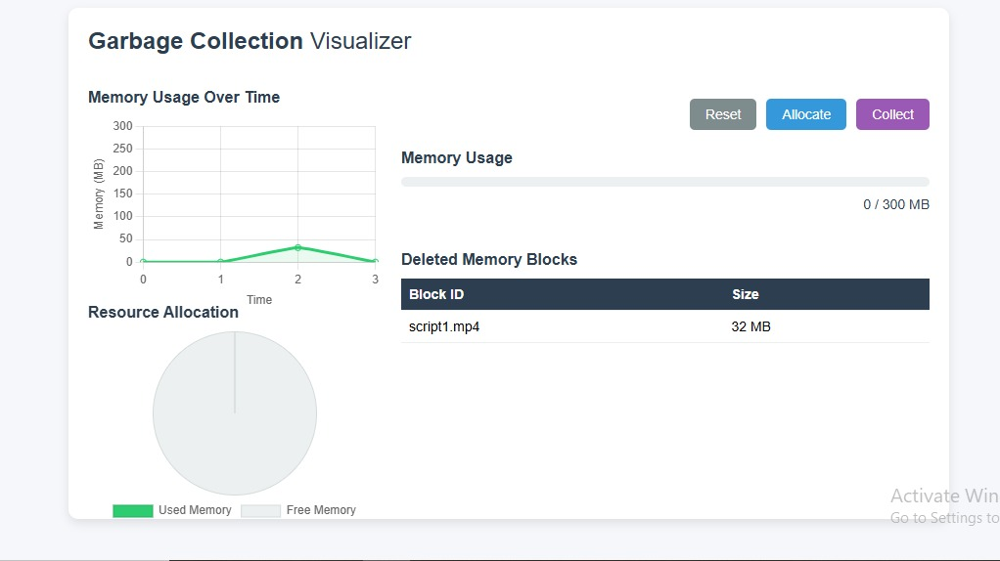 Garbage Collection Visualizer
Memory Usage Over Time
300
250
200
150
100
50
0
Memory (MB)
0 1 2 3
Time
Resource Allocation
Used Memory Free Memory
Reset Allocate Collect
Memory Usage
0 / 300 MB
Deleted Memory Blocks
Block ID Size
script1.mp4 32 MB
Activate Win
Go to Settings to